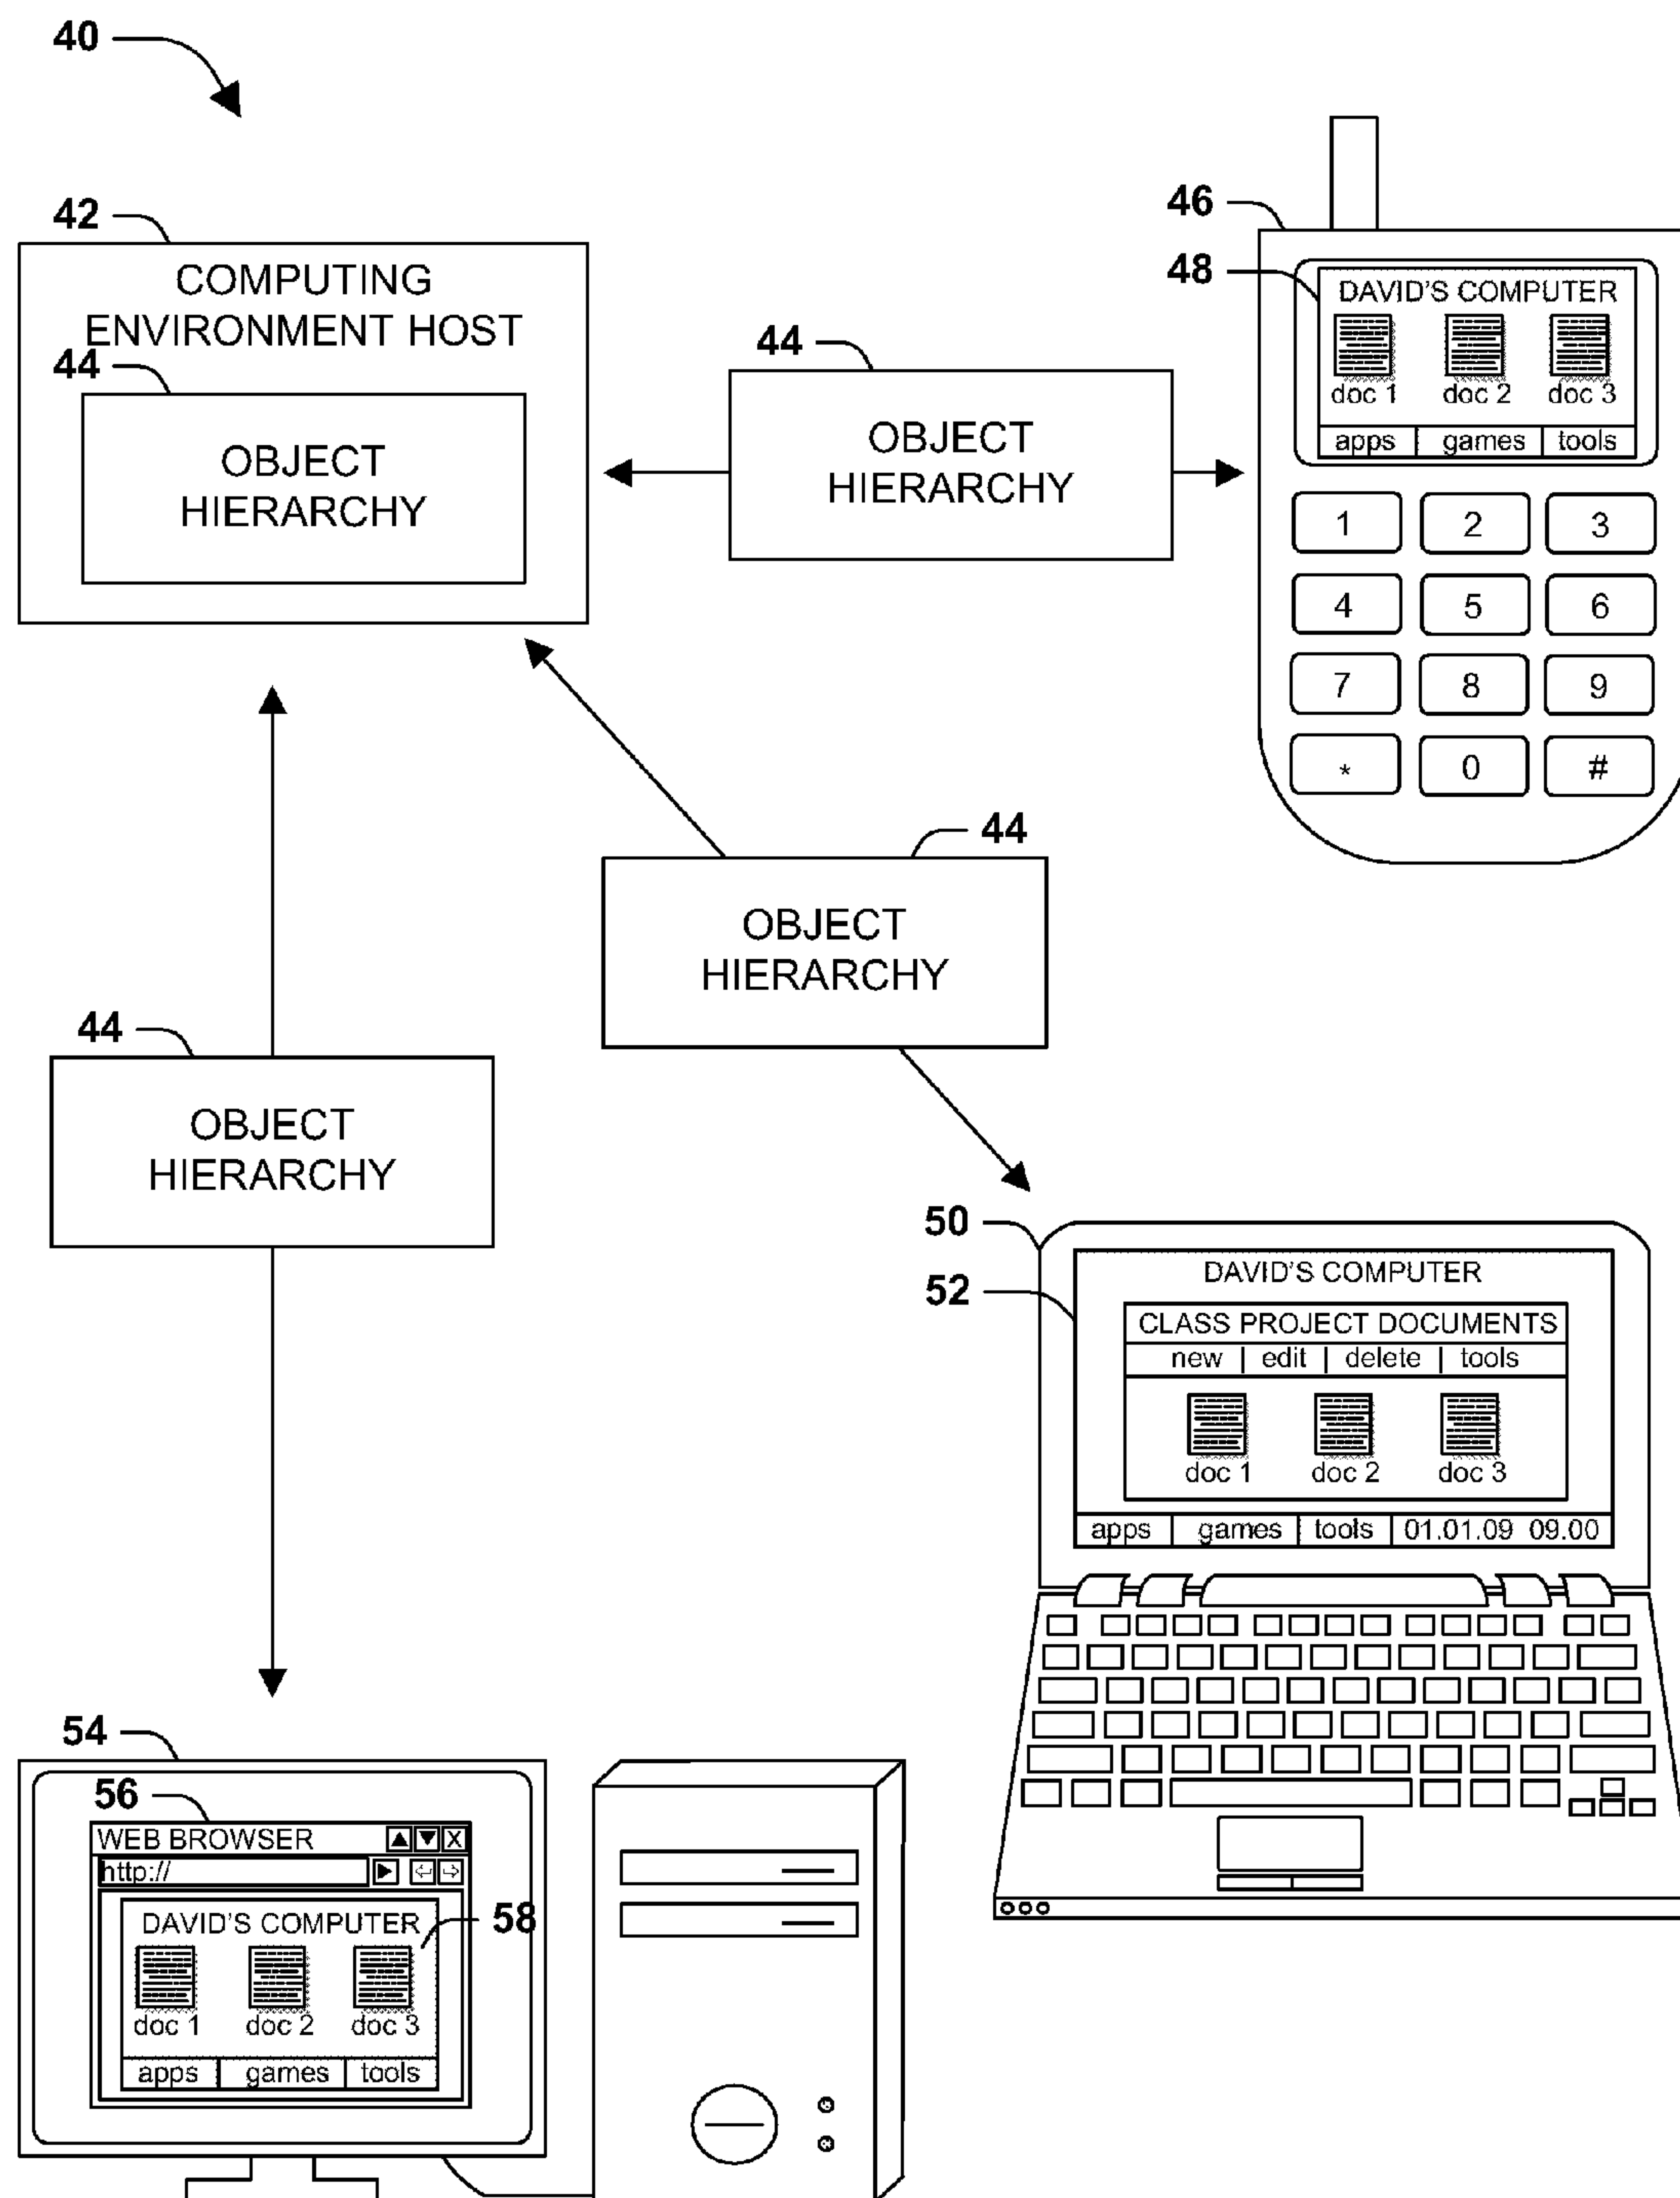 40
42
COMPUTING
ENVIRONMENT HOST
44
OBJECT
HIERARCHY
44
OBJECT
HIERARCHY
46
48
DAVID'S COMPUTER
doc 1 doc 2 doc 3
apps games tools
1 2 3
4 5 6
7 8 9
* 0 #
44
OBJECT
HIERARCHY
44
OBJECT
HIERARCHY
50
52
DAVID'S COMPUTER
CLASS PROJECT DOCUMENTS
new | edit | delete | tools
doc 1 doc 2 doc 3
apps games tools 01.01.09 09.00
54
56
WEB BROWSER X
http://
DAVID'S COMPUTER
58
doc 1 doc 2 doc 3
apps games tools